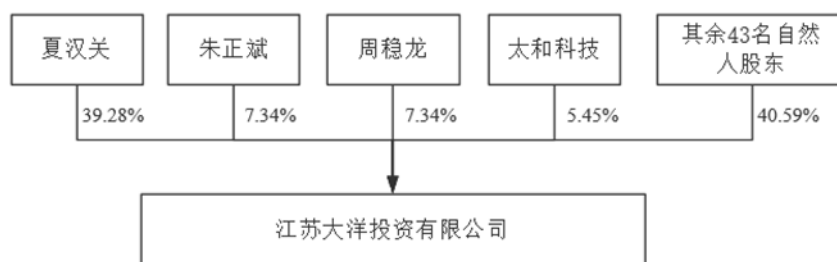 夏汉关
朱正斌
周稳龙
太和科技
其余43名自然
人股东
39.28%
7.34%
7.34%
5.45%
40.59%
江苏大洋投资有限公司